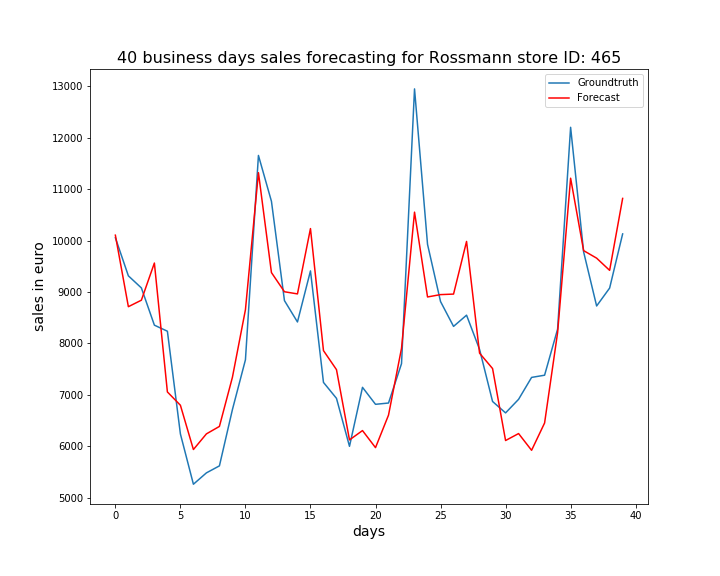 40 business days sales forecasting for Rossmann store ID: 465
Groundtruth
Forecast
13000
12000
11000
10000
9000
8000
7000
6000
5000
sales in euro
0 5 10 15 20 25 30 35 40
days